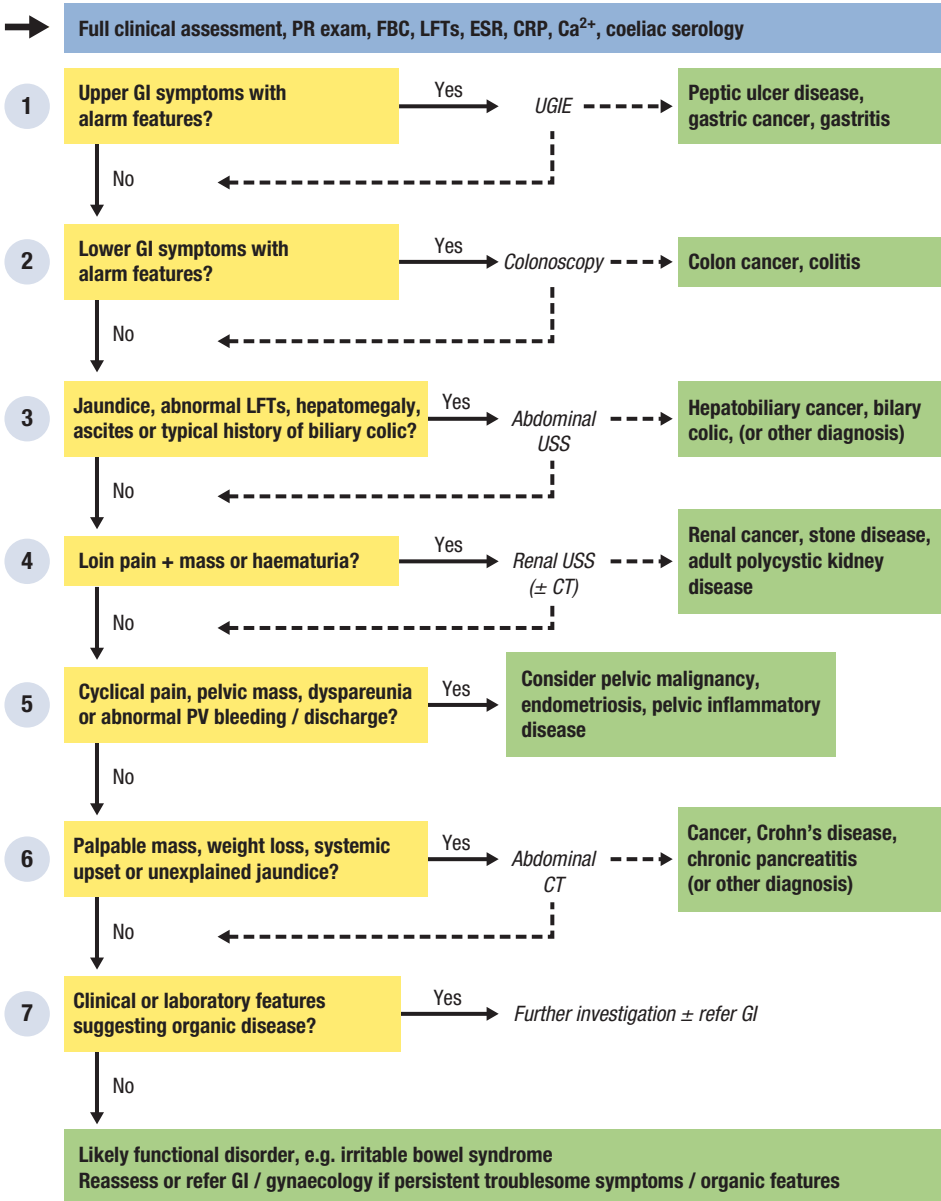 Full clinical assessment, PR exam, FBC, LFTs, ESR, CRP, Ca²⁺, coeliac serology
1
Upper GI symptoms with
alarm features?
Yes
UGIE
Peptic ulcer disease,
gastric cancer, gastritis
No
2
Lower GI symptoms with
alarm features?
Yes
Colonoscopy
Colon cancer, colitis
No
3
Jaundice, abnormal LFTs, hepatomegaly,
ascites or typical history of biliary colic?
Yes
Abdominal
USS
Hepatobiliary cancer, bilary
colic, (or other diagnosis)
No
4
Loin pain + mass or haematuria?
Yes
Renal USS
(± CT)
Renal cancer, stone disease,
adult polycystic kidney
disease
No
5
Cyclical pain, pelvic mass, dyspareunia
or abnormal PV bleeding / discharge?
Yes
Consider pelvic malignancy,
endometriosis, pelvic inflammatory
disease
No
6
Palpable mass, weight loss, systemic
upset or unexplained jaundice?
Yes
Abdominal
CT
Cancer, Crohn’s disease,
chronic pancreatitis
(or other diagnosis)
No
7
Clinical or laboratory features
suggesting organic disease?
Yes
Further investigation ± refer GI
No
Likely functional disorder, e.g. irritable bowel syndrome
Reassess or refer GI / gynaecology if persistent troublesome symptoms / organic features